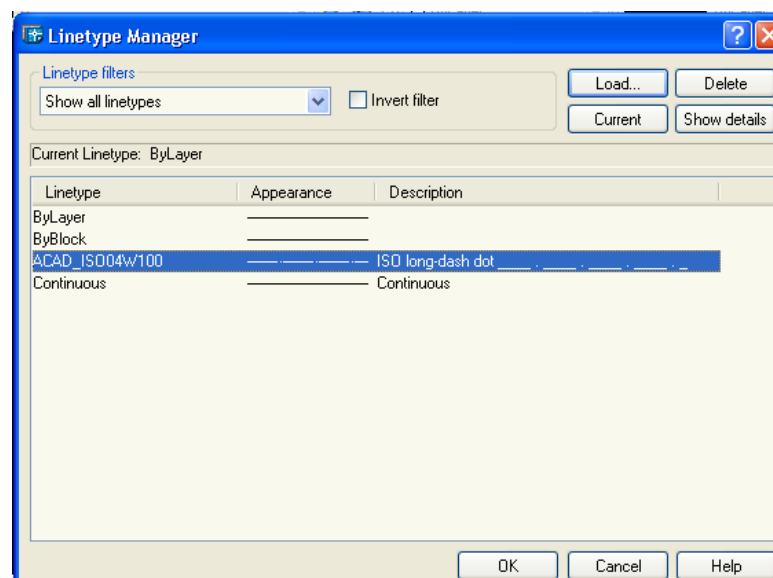 Linetype Manager
Linetype filters
Show all linetypes
Invert filter
Load...
Delete
Current
Show details
Current Linetype: ByLayer
Linetype Appearance Description
ByLayer
ByBlock
ACAD_ISO04W100 ISO long-dash dot ____ . ____ . ____ . ____ . _
Continuous Continuous
OK Cancel Help